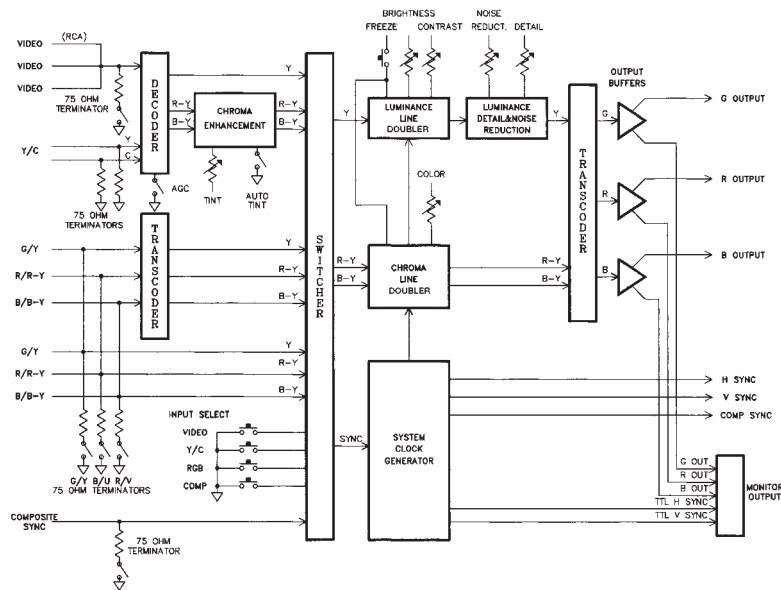 BRIGHTNESS
FREEZE
CONTRAST
NOISE
REDUCT.
DETAIL
(RCA)
VIDEO
VIDEO
VIDEO
75 OHM
TERMINATOR
DECODER
Y
R-Y
B-Y
CHROMA
ENHANCEMENT
R-Y
B-Y
Y
LUMINANCE
LINE
DOUBLER
LUMINANCE
DETAIL&NOISE
REDUCTION
Y
OUTPUT
BUFFERS
G
G OUTPUT
Y/C
Y
C
75 OHM
TERMINATORS
AGC
TINT
AUTO
TINT
SWITCHER
COLOR
TRANSCODER
R
R OUTPUT
TRANSCODER
G/Y
R/R-Y
B/B-Y
Y
R-Y
B-Y
R-Y
B-Y
CHROMA
LINE
DOUBLER
R-Y
B-Y
B
B OUTPUT
G/Y
R/R-Y
B/B-Y
Y
R-Y
B-Y
H SYNC
V SYNC
COMP SYNC
INPUT SELECT
VIDEO
Y/C
RGB
COMP
SYNC
SYSTEM
CLOCK
GENERATOR
G/Y B/U R/V
75 OHM TERMINATORS
G OUT
R OUT
B OUT
TTL H SYNC
TTL V SYNC
MONITOR
OUTPUT
COMPOSITE
SYNC
75 OHM
TERMINATOR